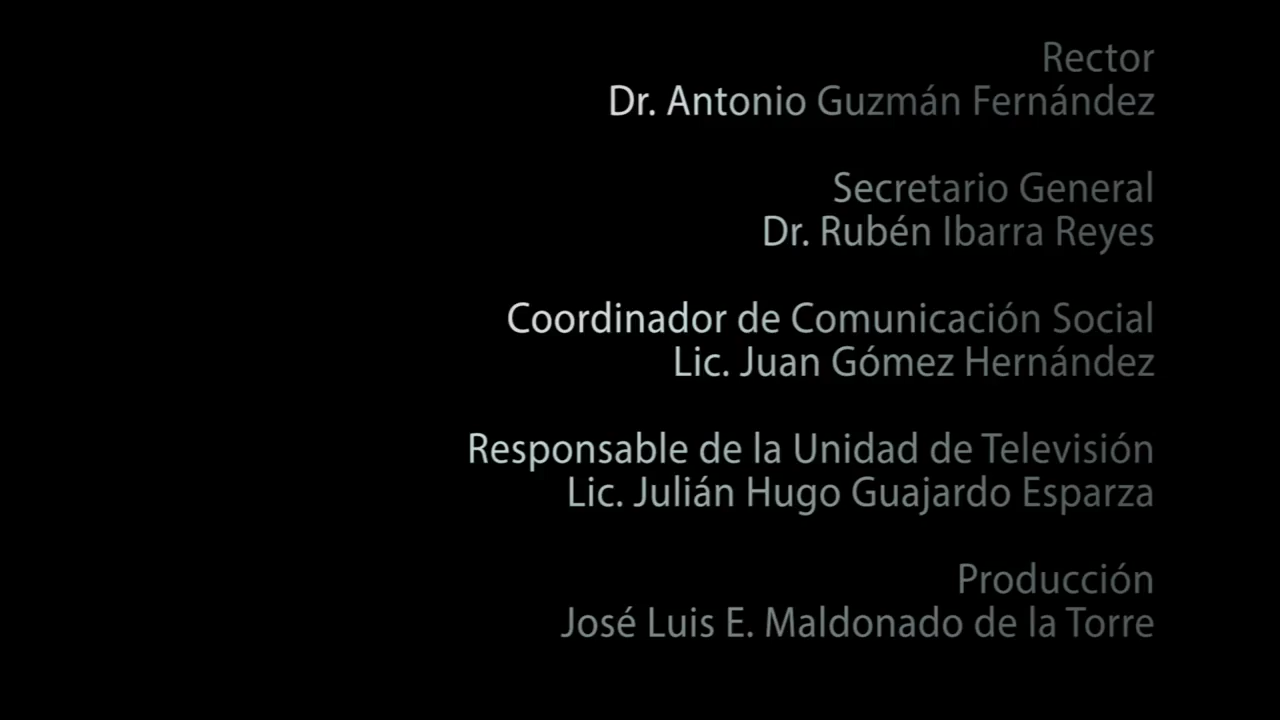 Rector
Dr. Antonio Guzmán Fernández
Secretario General
Dr. Rubén Ibarra Reyes
Coordinador de Comunicación Social
Lic. Juan Gómez Hernández
Responsable de la Unidad de Televisión
Lic. Julián Hugo Guajardo Esparza
Producción
José Luis E. Maldonado de la Torre